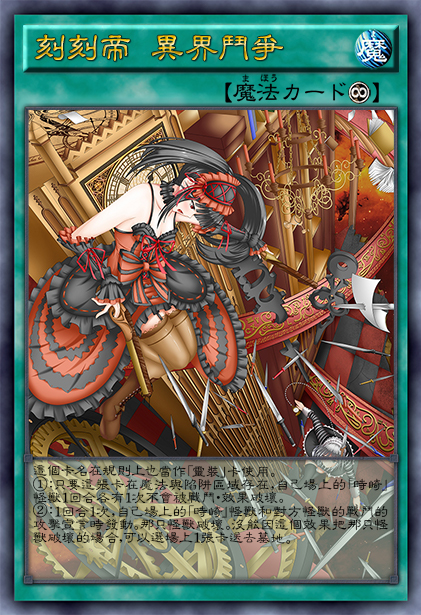 刻刻帝 異界鬥爭
魔
【魔法カード♾】
まほう
這個卡名在規則上也當作「靈裝」卡使用。
①:只要這張卡在魔法與陷阱區域存在,自己場上的「時崎」
怪獸1回合各有1次不會被戰鬥·效果破壞。
②:1回合1次,自己場上的「時崎」怪獸和對方怪獸的戰鬥的
攻擊宣言時發動。那只怪獸破壞。沒能因這個效果把那只怪
獸破壞的場合,可以選場上1張卡送去墓地。